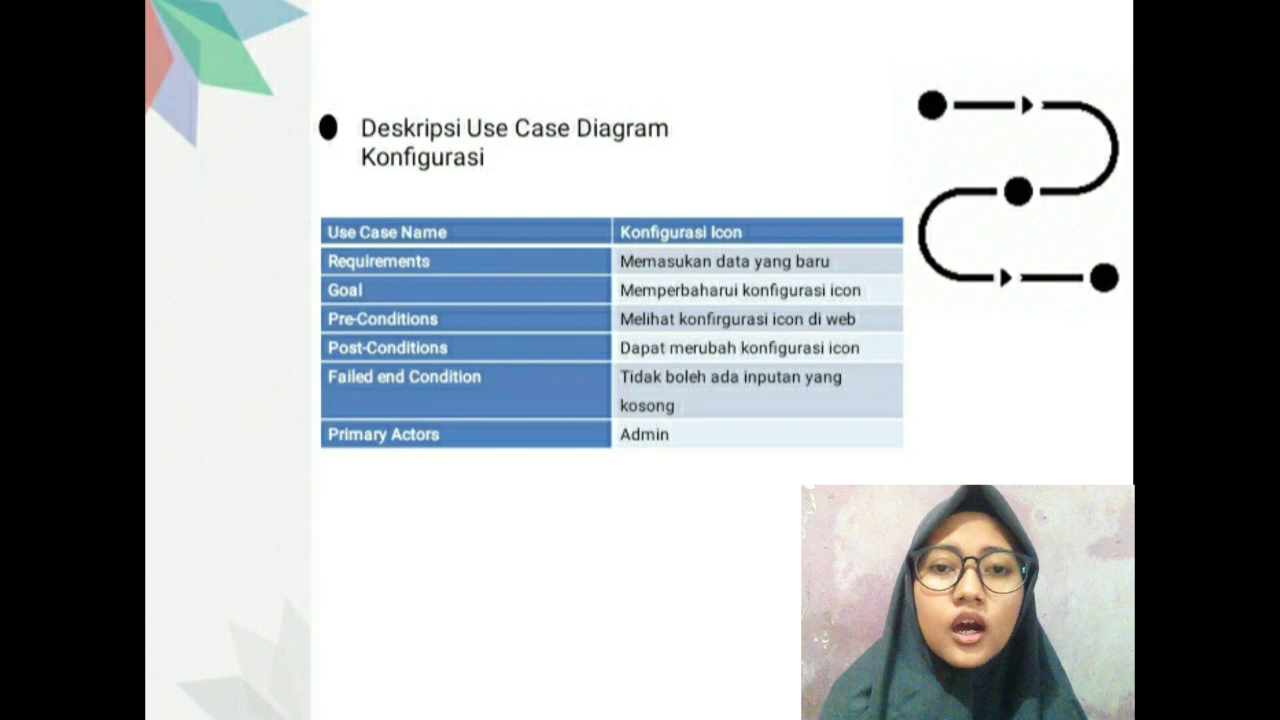 Deskripsi Use Case Diagram
Konfigurasi
Use Case Name Konfigurasi Icon
Requirements Memasukan data yang baru
Goal Memperbaharui konfigurasi icon
Pre-Conditions Melihat konfirgurasi icon di web
Post-Conditions Dapat merubah konfigurasi icon
Failed end Condition Tidak boleh ada inputan yang
kosong
Primary Actors Admin